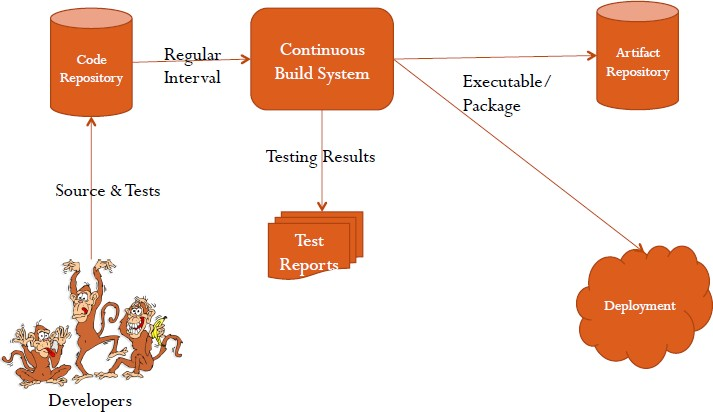 Code
Repository
Regular
Interval
Continuous
Build System
Executable/
Package
Artifact
Repository
Testing Results
Source & Tests
Test
Reports
Deployment
Developers